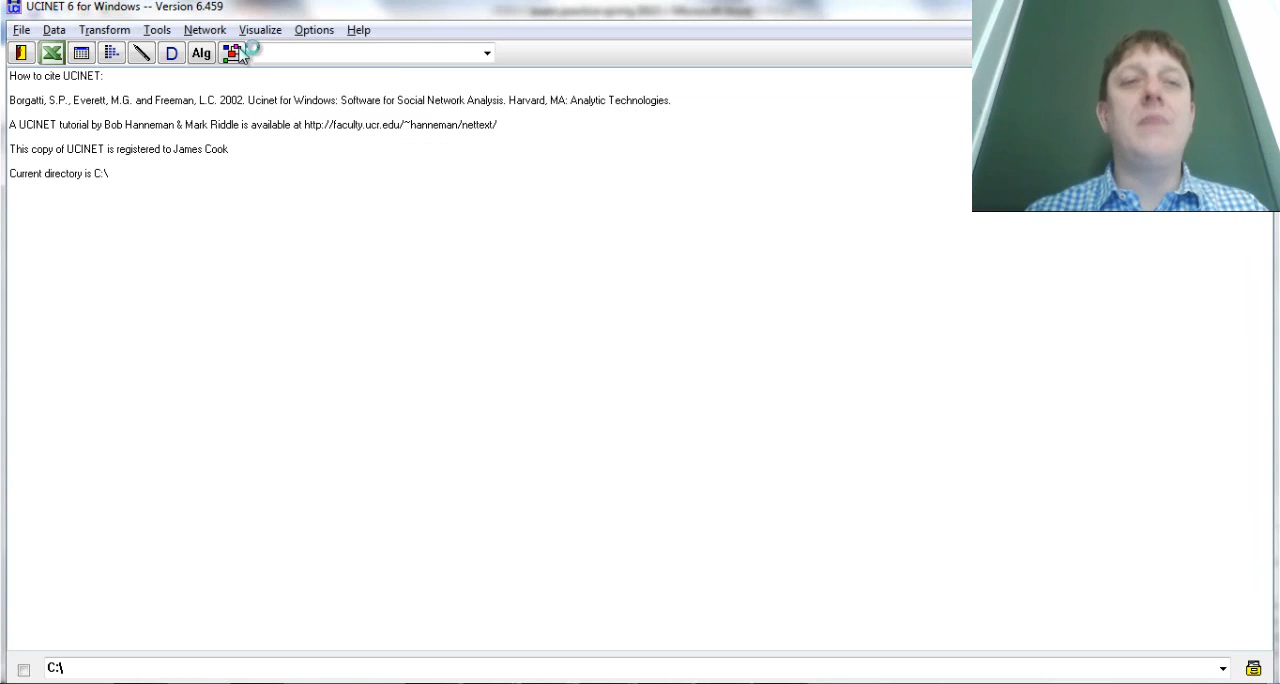 UCINET 6 for Windows -- Version 6.459
File Data Transform Tools Network Visualize Options Help
D Alg
How to cite UCINET:
Borgatti, S.P., Everett, M.G. and Freeman, L.C. 2002. Ucinet for Windows: Software for Social Network Analysis. Harvard, MA: Analytic Technologies.
A UCINET tutorial by Bob Hanneman & Mark Riddle is available at http://faculty.ucr.edu/~hanneman/nettext/
This copy of UCINET is registered to James Cook
Current directory is C:\
C:\